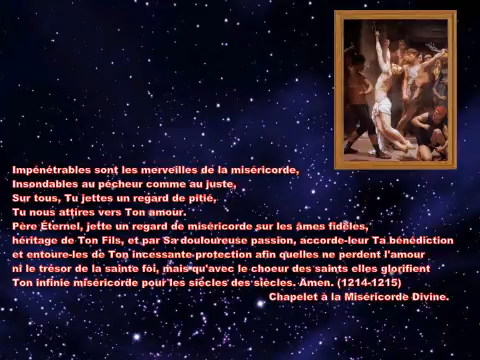 Impénétrables sont les merveilles de la miséricorde,
Insondables au pécheur comme au juste,
Sur tous, Tu jettes un regard de pitié,
Tu nous attires vers Ton amour.
Père Éternel, jette un regard de miséricorde sur les âmes fidèles,
héritage de Ton Fils, et par Sa douloureuse passion, accorde-leur Ta bénédiction
et entoure-les de Ton incessante protection afin quelles ne perdent l'amour
ni le trésor de la sainte foi, mais qu'avec le choeur des saints elles glorifient
Ton infinie miséricorde pour les siècles des siècles. Amen. (1214-1215)
Chapelet à la Miséricorde Divine.